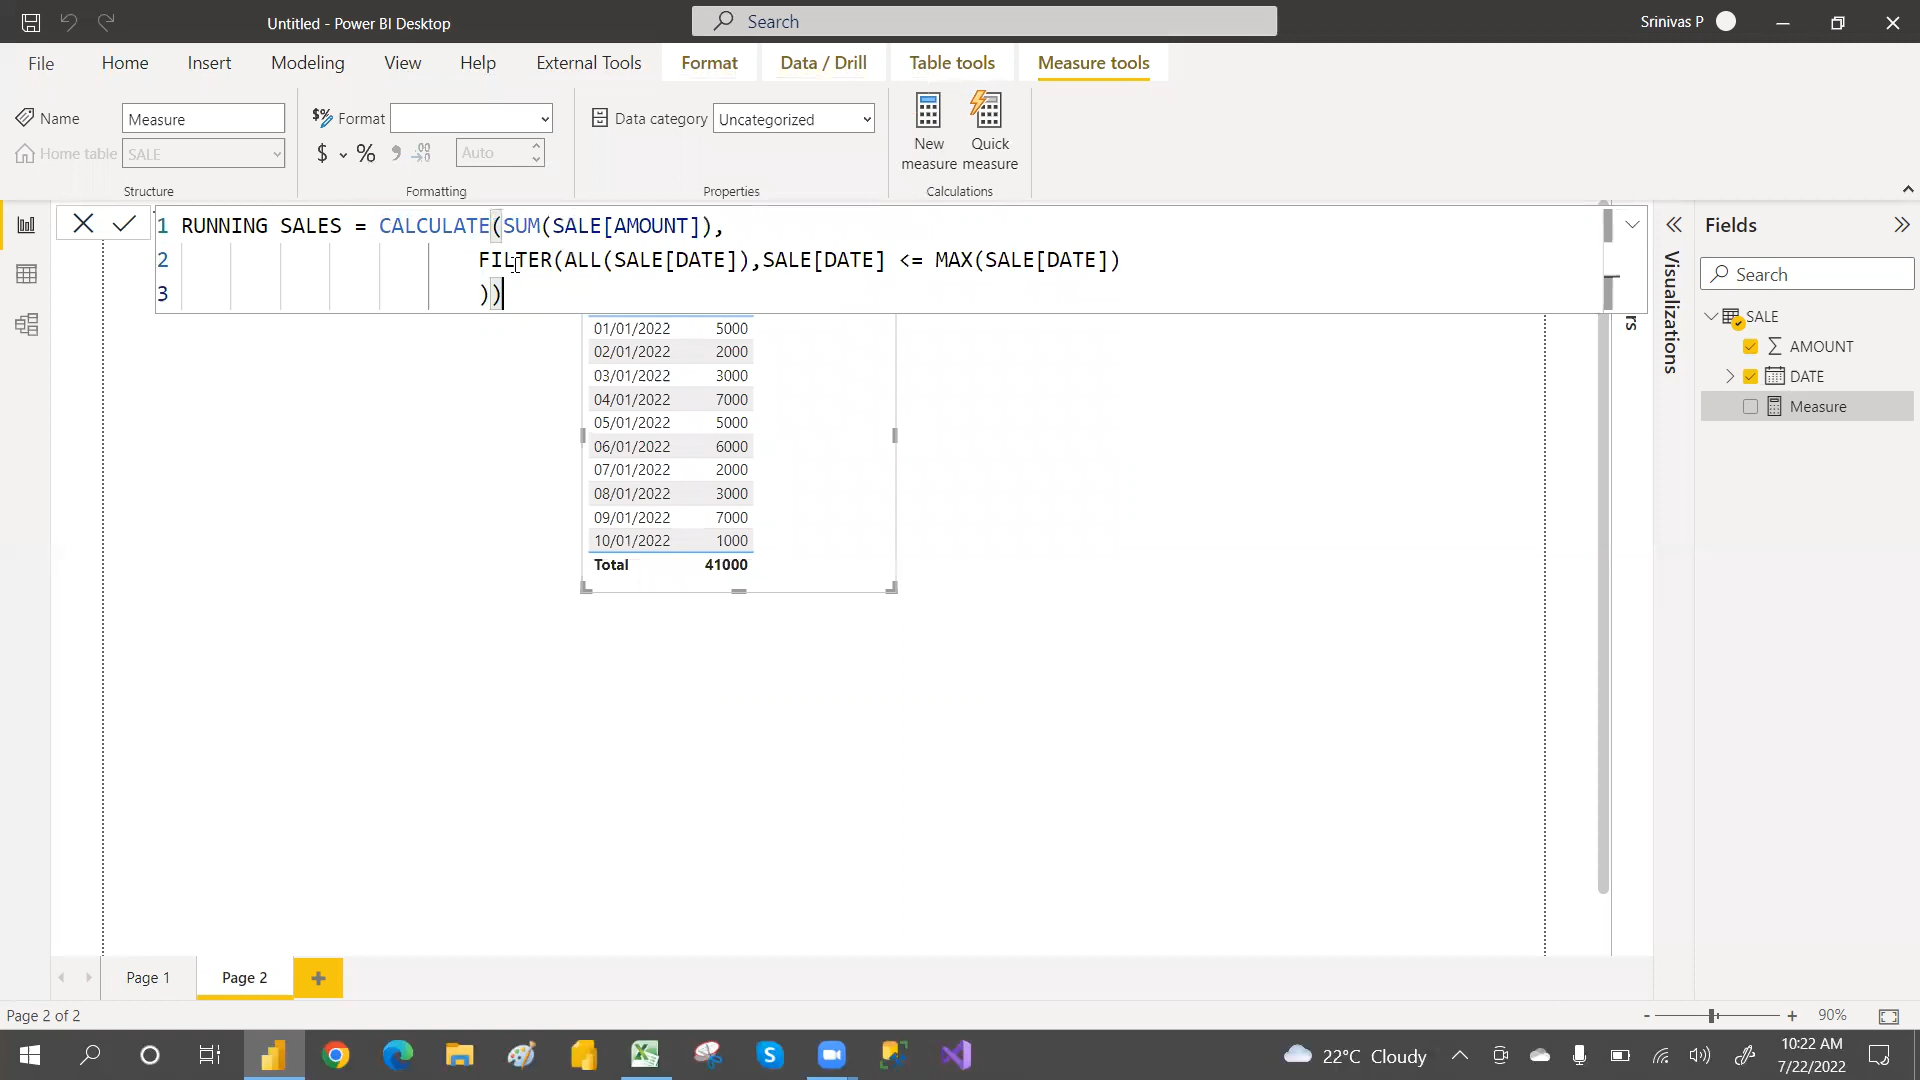 Untitled - Power BI Desktop
Search
Srinivas P
File
Home
Insert
Modeling
View
Help
External Tools
Format
Data / Drill
Table tools
Measure tools
Name
Measure
Home table
SALE
Structure
Format
$ %
Auto
Formatting
Data category
Uncategorized
Properties
New
measure
Quick
measure
Calculations
1 RUNNING SALES = CALCULATE(SUM(SALE[AMOUNT]),
2 FILTER(ALL(SALE[DATE]),SALE[DATE] <= MAX(SALE[DATE])
3 ))
01/01/2022 5000
02/01/2022 2000
03/01/2022 3000
04/01/2022 7000
05/01/2022 5000
06/01/2022 6000
07/01/2022 2000
08/01/2022 3000
09/01/2022 7000
10/01/2022 1000
Total 41000
rs
Visualizations
Fields
Search
SALE
AMOUNT
DATE
Measure
Page 1
Page 2
Page 2 of 2
- + 90%
22°C Cloudy
10:22 AM
7/22/2022